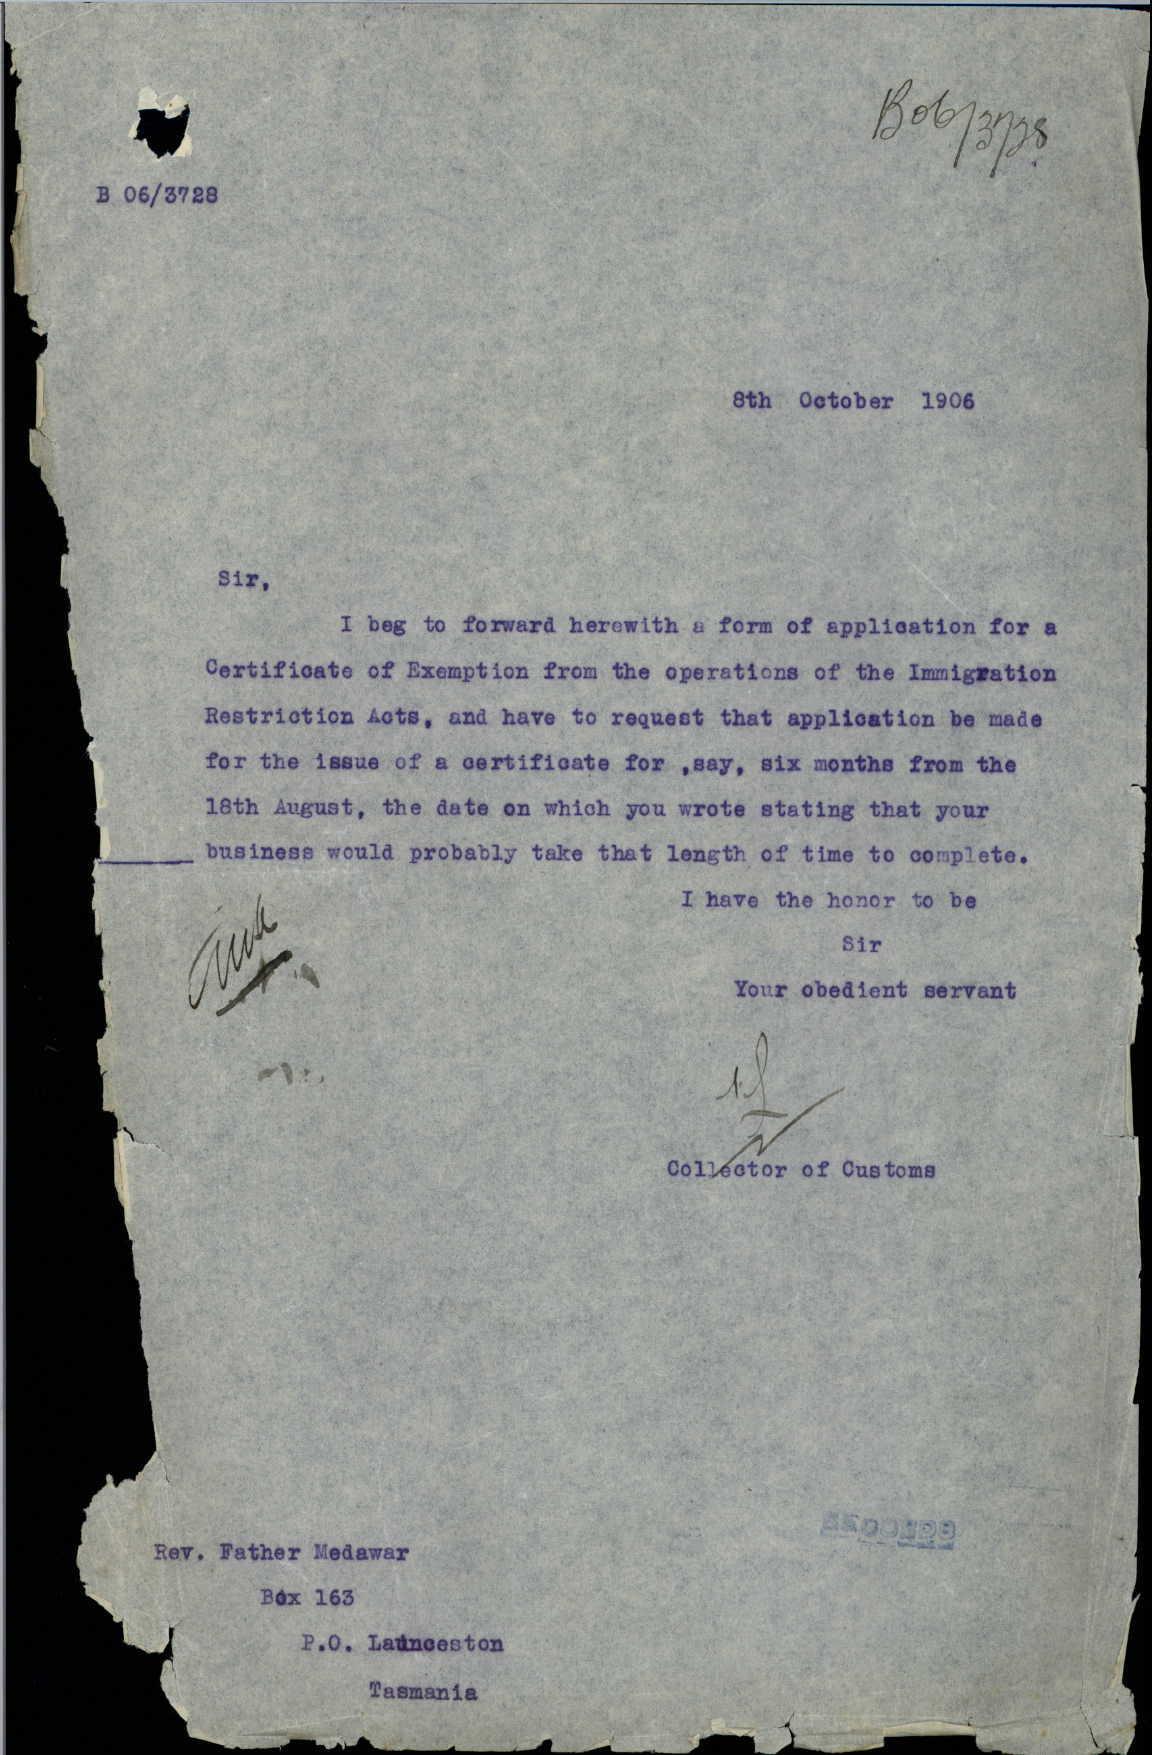 B06/3728
B 06/3728
8th October 1906
Sir,
I beg to forward herewith a form of application for a
Certificate of Exemption from the operations of the Immigration
Restriction Acts, and have to request that application be made
for the issue of a certificate for ,say, six months from the
18th August, the date on which you wrote stating that your
business would probably take that length of time to complete.
I have the honor to be
Sir
Your obedient servant
Collector of Customs
RECORDS
Rev. Father Medawar
Box 163
P.O. Launceston
Tasmania